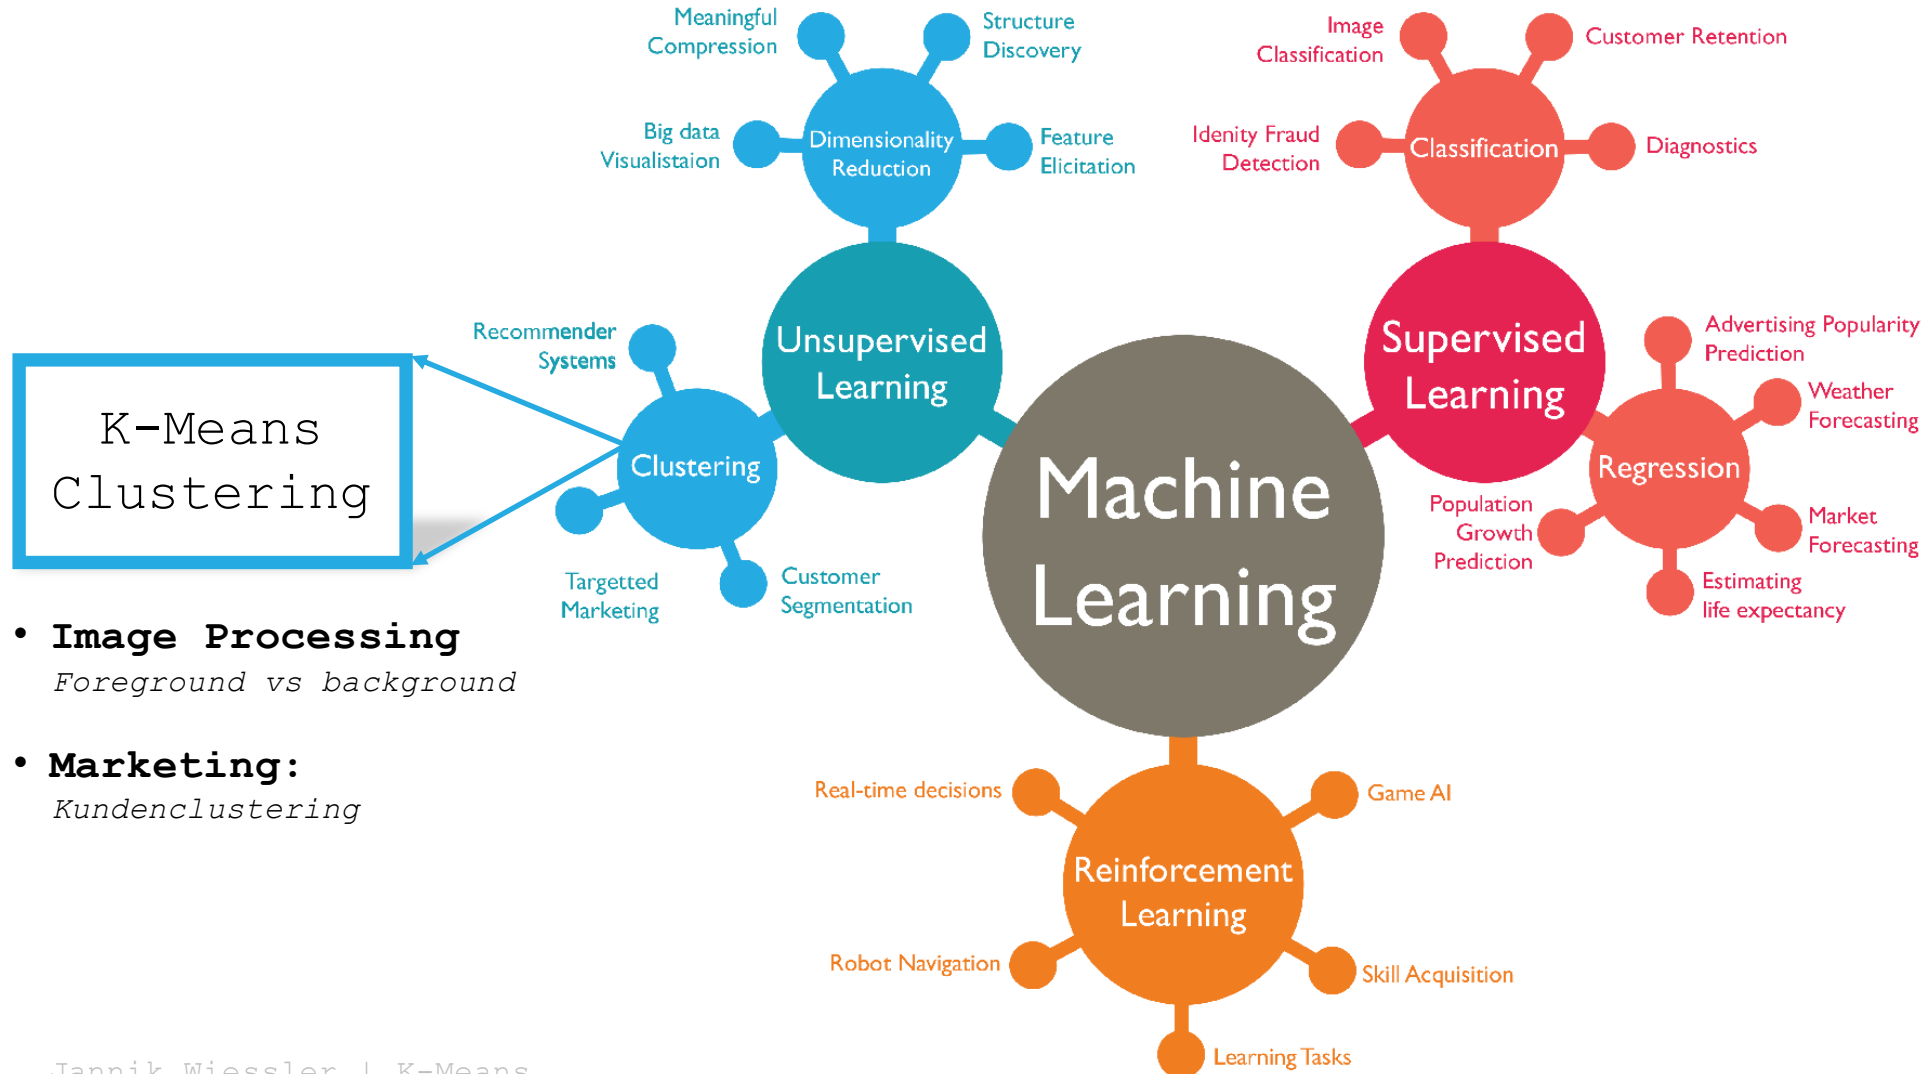 Meaningful
Compression
Structure
Discovery
Big data
Visualistaion
Dimensionality
Reduction
Feature
Elicitation
Image
Classification
Customer Retention
Idenity Fraud
Detection
Classification
Diagnostics
Recommender
Systems
Unsupervised
Learning
Clustering
Targetted
Marketing
Customer
Segmentation
K-Means
Clustering
Machine
Learning
Supervised
Learning
Advertising Popularity
Prediction
Weather
Forecasting
Regression
Population
Growth
Prediction
Market
Forecasting
Estimating
life expectancy
• Image Processing
Foreground vs background
• Marketing:
Kundenclustering
Real-time decisions
Game AI
Reinforcement
Learning
Robot Navigation
Skill Acquisition
Learning Tasks
Jannik Wiessler | K-Means